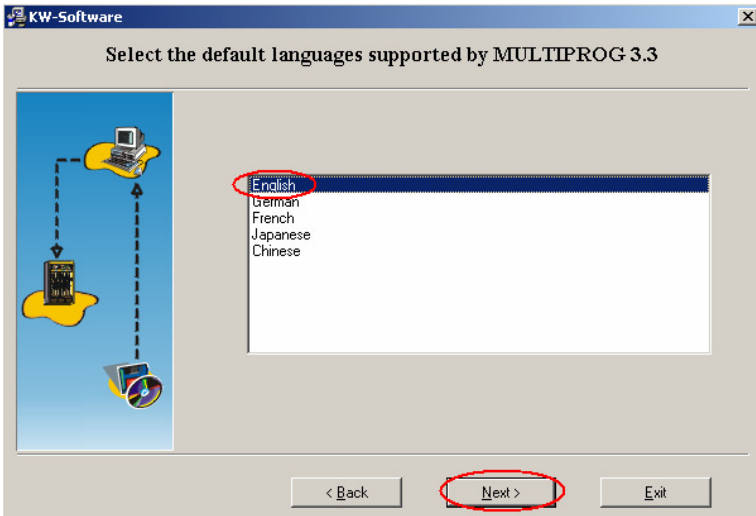 KW-Software
Select the default languages supported by MULTIPROG 3.3
English
German
French
Japanese
Chinese
< Back
Next >
Exit